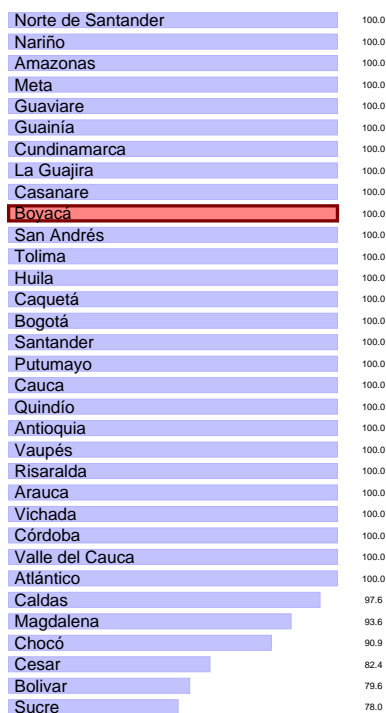 Norte de Santander 100.0
Nariño 100.0
Amazonas 100.0
Meta 100.0
Guaviare 100.0
Guainía 100.0
Cundinamarca 100.0
La Guajira 100.0
Casanare 100.0
Boyacá 100.0
San Andrés 100.0
Tolima 100.0
Huila 100.0
Caquetá 100.0
Bogotá 100.0
Santander 100.0
Putumayo 100.0
Cauca 100.0
Quindío 100.0
Antioquia 100.0
Vaupés 100.0
Risaralda 100.0
Arauca 100.0
Vichada 100.0
Córdoba 100.0
Valle del Cauca 100.0
Atlántico 100.0
Caldas 97.6
Magdalena 93.6
Chocó 90.9
Cesar 82.4
Bolivar 79.6
Sucre 78.0